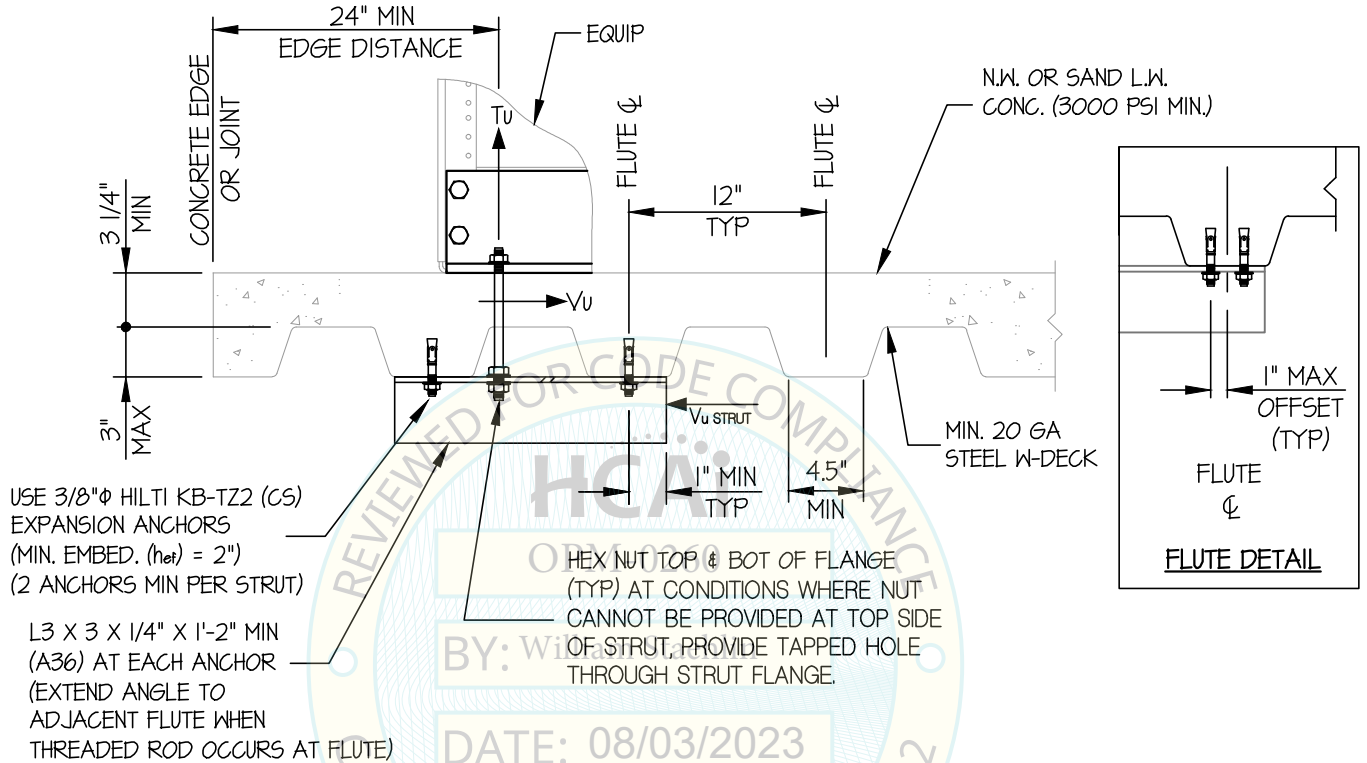 24" MIN
EDGE DISTANCE
EQUIP
CONCRETE EDGE
OR JOINT
Tu
FLUTE ℄
FLUTE ℄
N.W. OR SAND L.W.
CONC. (3000 PSI MIN.)
12"
TYP
3 1/4"
MIN
Vu
3"
MAX
Vu STRUT
1" MIN
TYP
4.5"
MIN
MIN. 20 GA
STEEL W-DECK
1" MAX
OFFSET
(TYP)
FLUTE
℄
FLUTE DETAIL
USE 3/8"Φ HILTI KB-TZ2 (CS)
EXPANSION ANCHORS
(MIN. EMBED. (hef) = 2")
(2 ANCHORS MIN PER STRUT)
HEX NUT TOP & BOT OF FLANGE
(TYP) AT CONDITIONS WHERE NUT
CANNOT BE PROVIDED AT TOP SIDE
OF STRUT, PROVIDE TAPPED HOLE
THROUGH STRUT FLANGE.
L3 X 3 X 1/4" X 1'-2" MIN
(A36) AT EACH ANCHOR
(EXTEND ANGLE TO
ADJACENT FLUTE WHEN
THREADED ROD OCCURS AT FLUTE)
REVIEWED FOR CODE COMPLIANCE
HCAi
OPM-0260
BY: William Staehlin
DATE: 08/03/2023